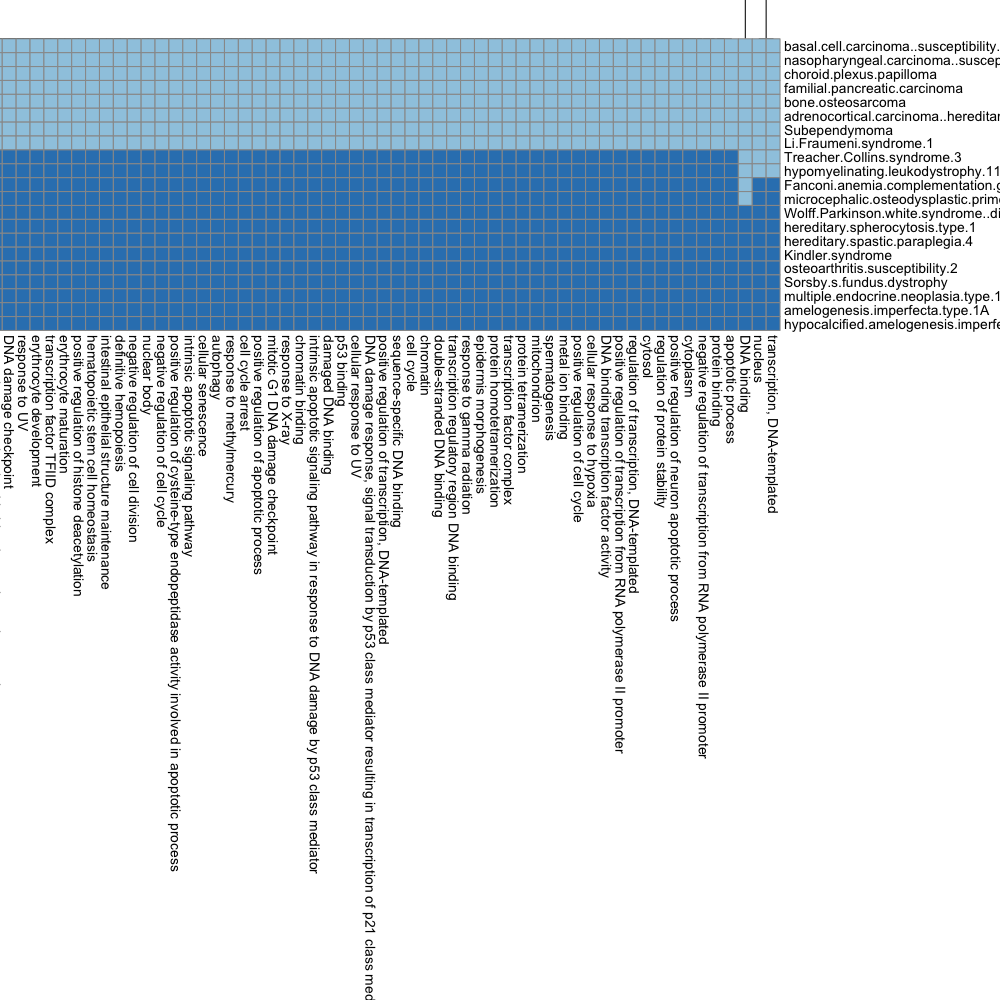 basal.cell.carcinoma..susceptibility.
nasopharyngeal.carcinoma..suscep
choroid.plexus.papilloma
familial.pancreatic.carcinoma
bone.osteosarcoma
adrenocortical.carcinoma..hereditar
Subependymoma
Li.Fraumeni.syndrome.1
Treacher.Collins.syndrome.3
hypomyelinating.leukodystrophy.11
Fanconi.anemia.complementation.g
microcephalic.osteodysplastic.prim
Wolff.Parkinson.white.syndrome..di
hereditary.spherocytosis.type.1
hereditary.spastic.paraplegia.4
Kindler.syndrome
osteoarthritis.susceptibility.2
Sorsby.s.fundus.dystrophy
multiple.endocrine.neoplasia.type.1
amelogenesis.imperfecta.type.1A
hypocalcified.amelogenesis.imperfe
DNA damage checkpoint
response to UV
erythrocyte development
transcription factor TFIID complex
erythrocyte maturation
positive regulation of histone deacetylation
hematopoietic stem cell homeostasis
intestinal epithelial structure maintenance
definitive hemopoiesis
negative regulation of cell division
nuclear body
negative regulation of cell cycle
positive regulation of cysteine-type endopeptidase activity involved in apoptotic process
intrinsic apoptotic signaling pathway
cellular senescence
autophagy
response to methylmercury
cell cycle arrest
positive regulation of apoptotic process
mitotic G1 DNA damage checkpoint
response to X-ray
chromatin binding
intrinsic apoptotic signaling pathway in response to DNA damage by p53 class mediator
damaged DNA binding
p53 binding
cellular response to UV
DNA damage response, signal transduction by p53 class mediator resulting in transcription of p21 class med
positive regulation of transcription, DNA-templated
sequence-specific DNA binding
cell cycle
chromatin
double-stranded DNA binding
transcription regulatory region DNA binding
response to gamma radiation
epidermis morphogenesis
protein homotetramerization
transcription factor complex
protein tetramerization
mitochondrion
spermatogenesis
metal ion binding
positive regulation of cell cycle
cellular response to hypoxia
DNA binding transcription factor activity
positive regulation of transcription from RNA polymerase II promoter
regulation of transcription, DNA-templated
cytosol
regulation of protein stability
positive regulation of neuron apoptotic process
cytoplasm
negative regulation of transcription from RNA polymerase II promoter
protein binding
apoptotic process
DNA binding
nucleus
transcription, DNA-templated